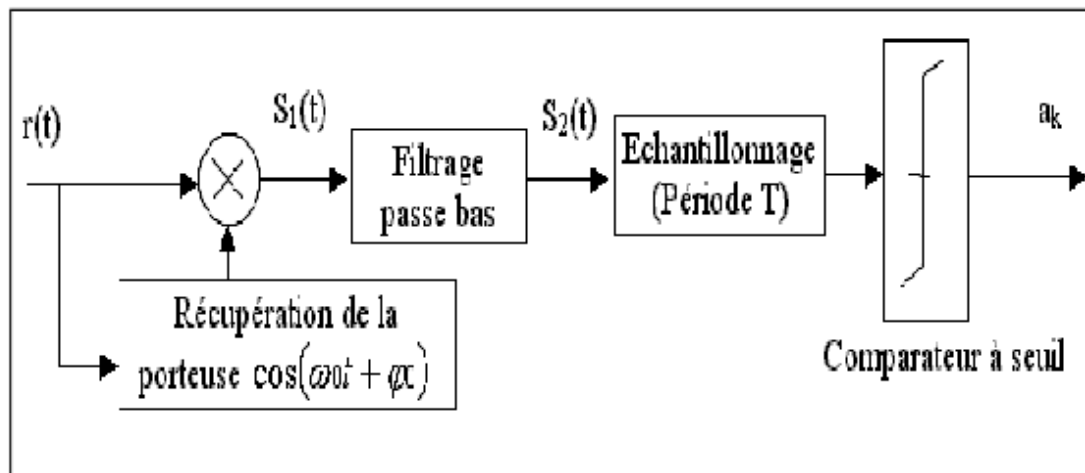 r(t)
S₁(t)
Filtrage
passe bas
S₂(t)
Echantillonnage
(Période T)
aₖ
Récupération de la
porteuse cos(ω₀t + φ)
Comparateur à seuil